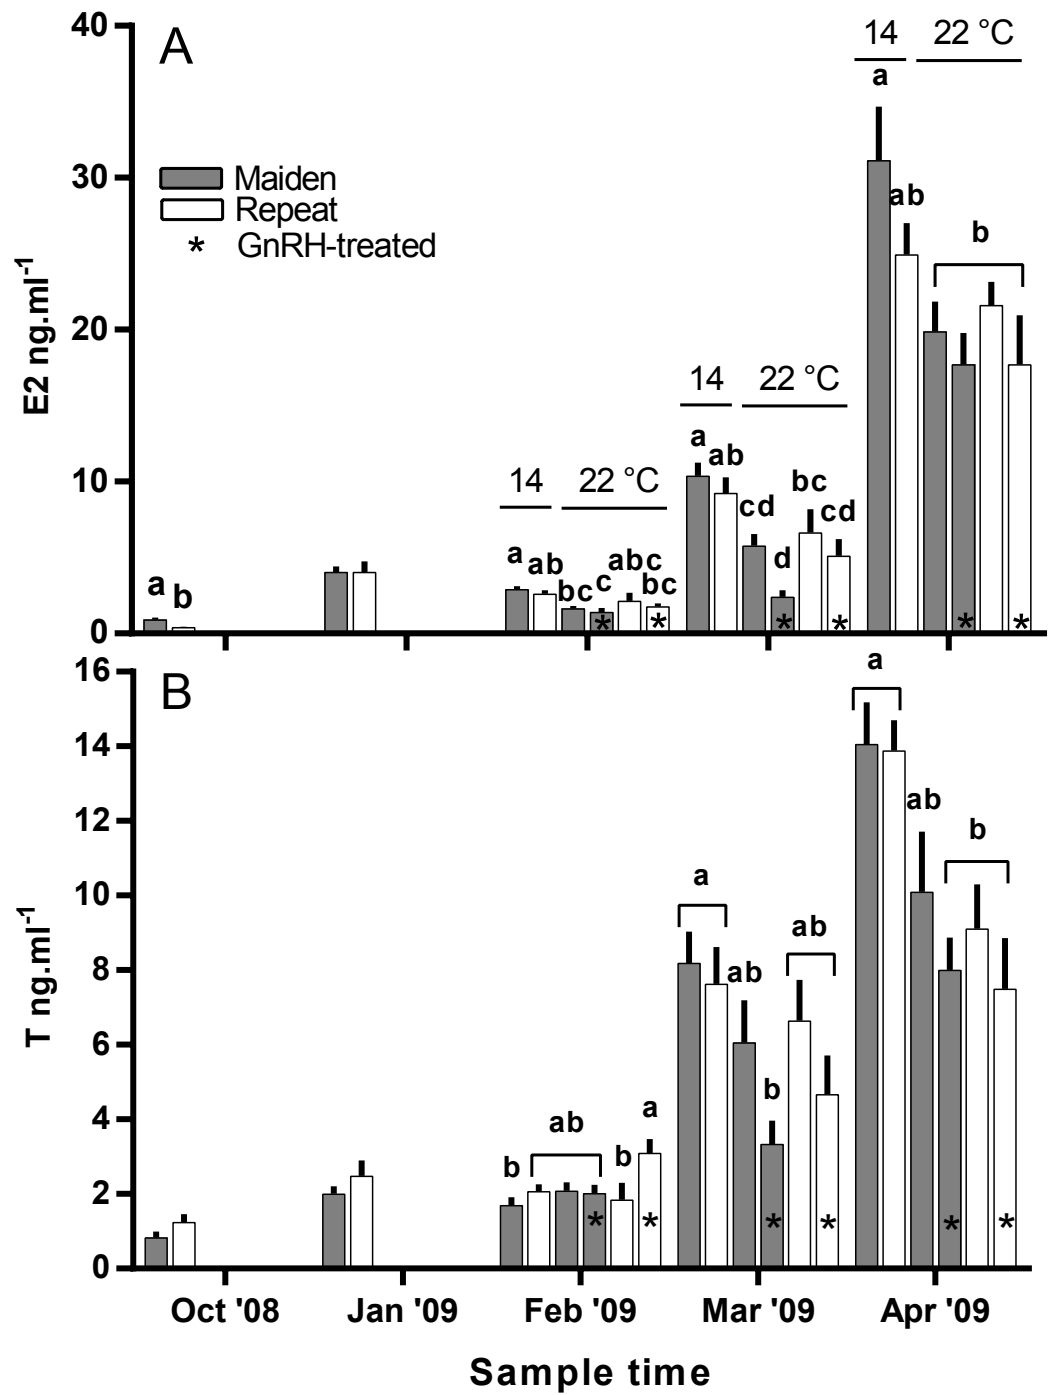 40
A
14 22 °C
a
30
Maiden
Repeat
* GnRH-treated
ab
b
E2 ng.ml-1
20
14 22 °C
a
ab
10
14 22 °C
cd
d
bc
cd
a
ab
bc
c
abc
bc
a
b
* * * * * *
0
16
B
a
14
12
ab
b
10
a
ab
T ng.ml-1
8
ab
6
b
4
a
ab
b
b
2
* * * * * *
0
Oct '08 Jan '09 Feb '09 Mar '09 Apr '09
Sample time